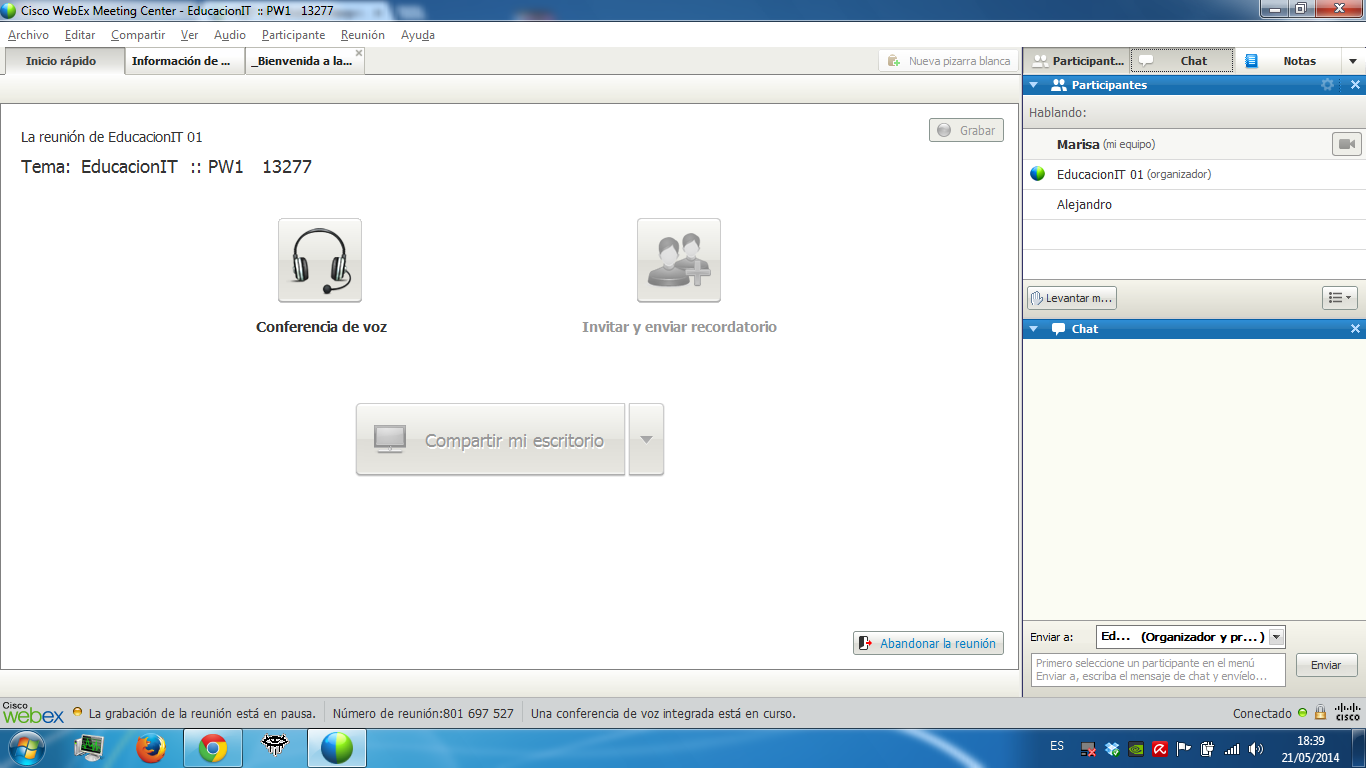 Cisco WebEx Meeting Center - EducacionIT :: PW1 13277
Archivo Editar Compartir Ver Audio Participante Reunión Ayuda
Inicio rápido Información de ... _Bienvenida a la... Nueva pizarra blanca
La reunión de EducacionIT 01
Grabar
Tema: EducacionIT :: PW1 13277
Conferencia de voz
Invitar y enviar recordatorio
Compartir mi escritorio
Abandonar la reunión
Participant... Chat Notas
Participantes
Hablando:
Marisa (mi equipo)
EducacionIT 01 (organizador)
Alejandro
Levantar m...
Chat
Enviar a: Ed... (Organizador y pr... )
Primero seleccione un participante en el menú
Enviar a, escriba el mensaje de chat y envíelo...
Enviar
Cisco
webex
La grabación de la reunión está en pausa. Número de reunión:801 697 527 Una conferencia de voz integrada está en curso. Conectado
CISCO
ES
18:39
21/05/2014